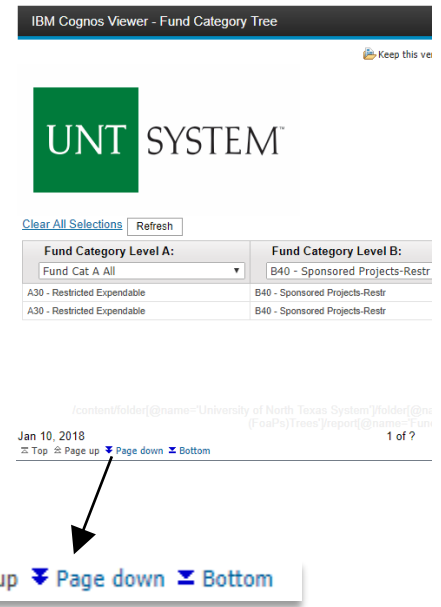 IBM Cognos Viewer - Fund Category Tree
Keep this ver
UNT SYSTEM™
Clear All Selections Refresh
Fund Category Level A: Fund Category Level B:
Fund Cat A All B40 - Sponsored Projects-Restr
A30 - Restricted Expendable B40 - Sponsored Projects-Restr
A30 - Restricted Expendable B40 - Sponsored Projects-Restr
/content/folder[@name='University of North Texas System']/folder[@na
(FoaPs)Trees']/report[@name='Fund
Jan 10, 2018 1 of ?
Top Page up Page down Bottom
up Page down Bottom